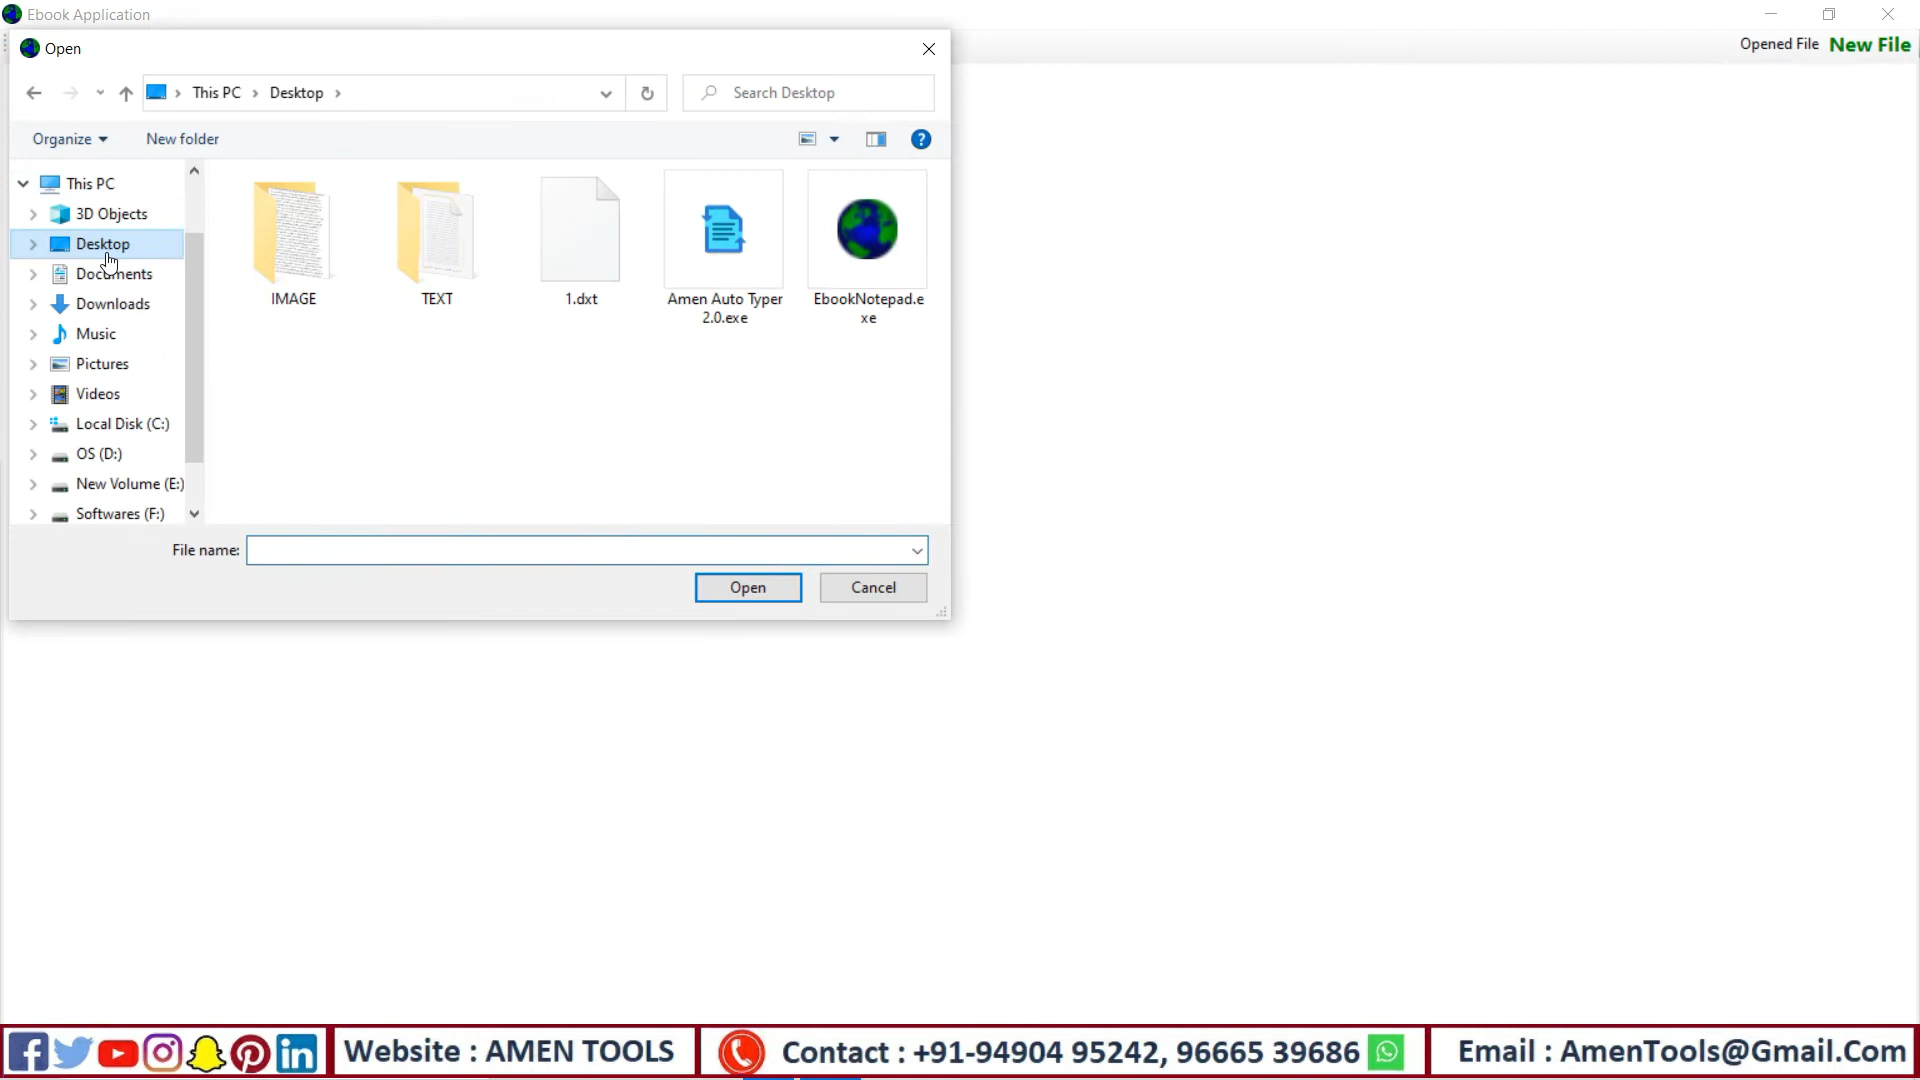 Ebook Application
Open
Opened File New File
This PC > Desktop >
Search Desktop
Organize
New folder
This PC
3D Objects
Desktop
Documents
Downloads
Music
Pictures
Videos
Local Disk (C:)
OS (D:)
New Volume (E:)
Softwares (F:)
IMAGE
TEXT
1.dxt
Amen Auto Typer
2.0.exe
EbookNotepad.e
xe
File name:
Open
Cancel
Website : AMEN TOOLS
Contact : +91-94904 95242, 96665 39686
Email : AmenTools@Gmail.Com